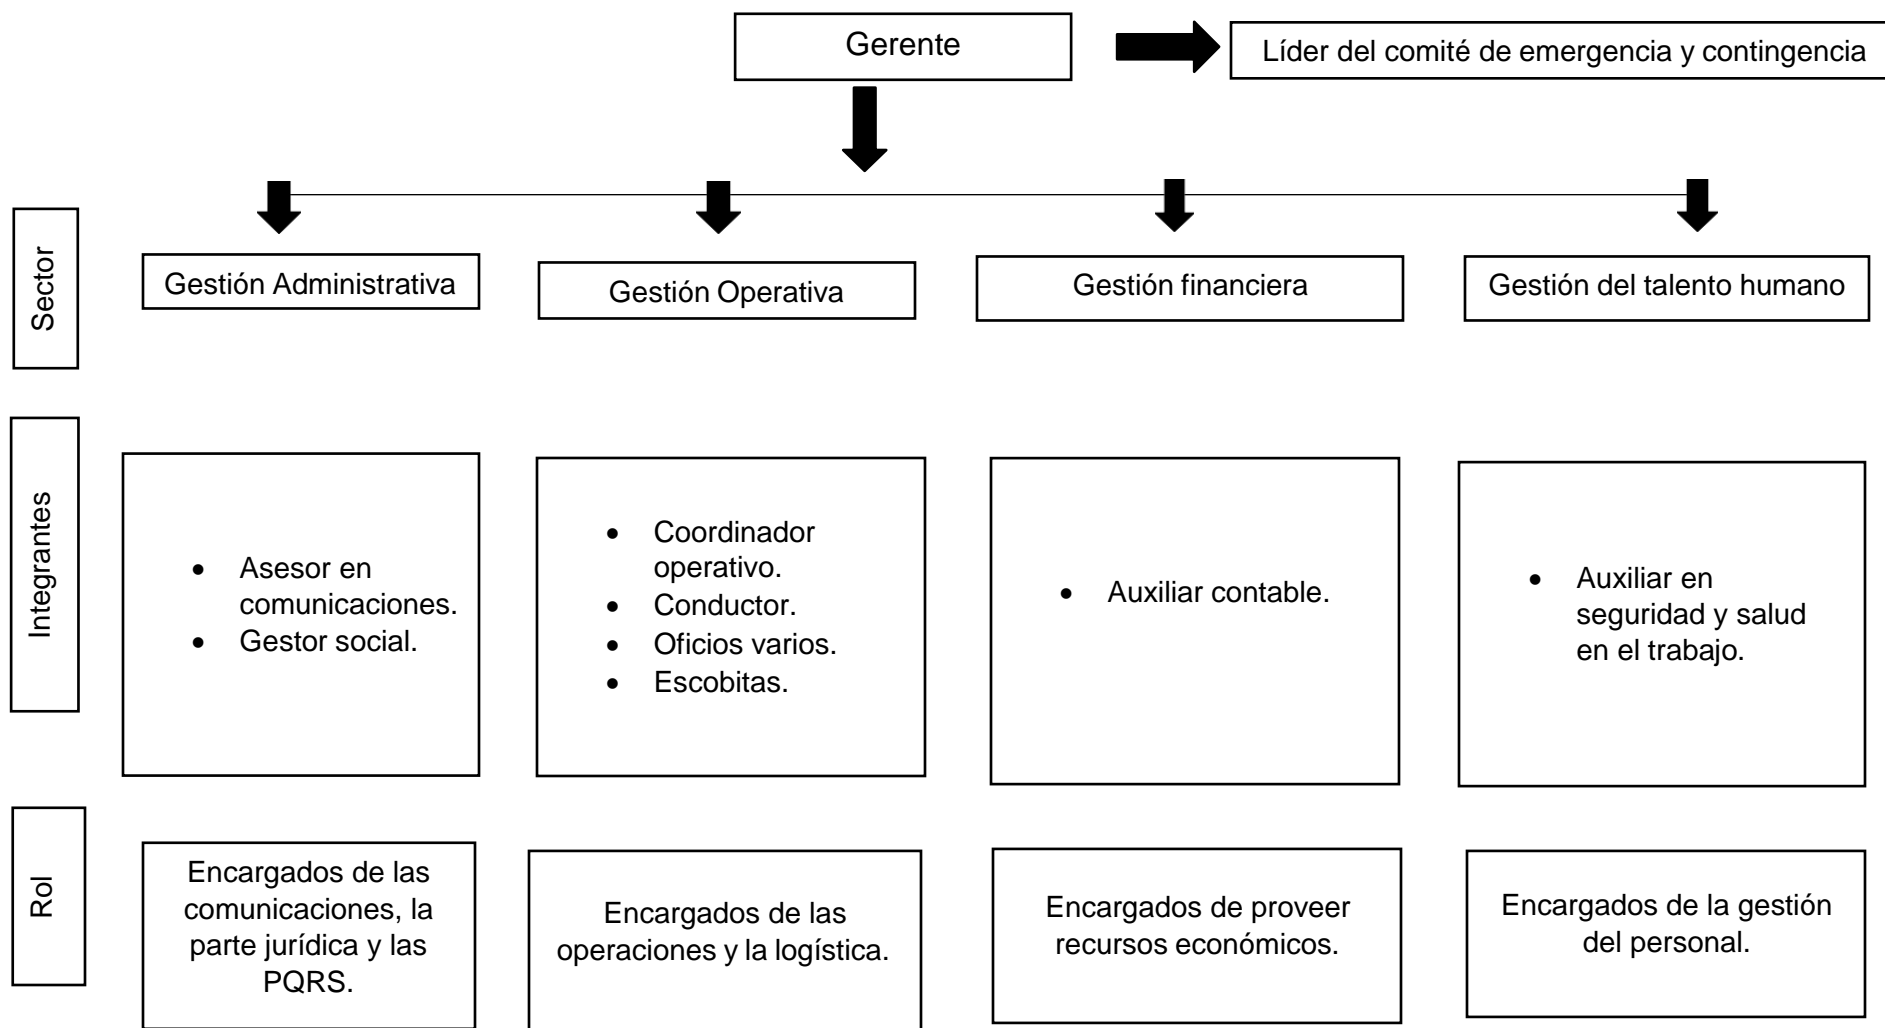 Gerente
Líder del comité de emergencia y contingencia
Sector
Gestión Administrativa
Gestión Operativa
Gestión financiera
Gestión del talento humano
Integrantes
• Asesor en
comunicaciones.
• Gestor social.
• Coordinador
operativo.
• Conductor.
• Oficios varios.
• Escobitas.
• Auxiliar contable.
• Auxiliar en
seguridad y salud
en el trabajo.
Rol
Encargados de las
comunicaciones, la
parte jurídica y las
PQRS.
Encargados de las
operaciones y la logística.
Encargados de proveer
recursos económicos.
Encargados de la gestión
del personal.